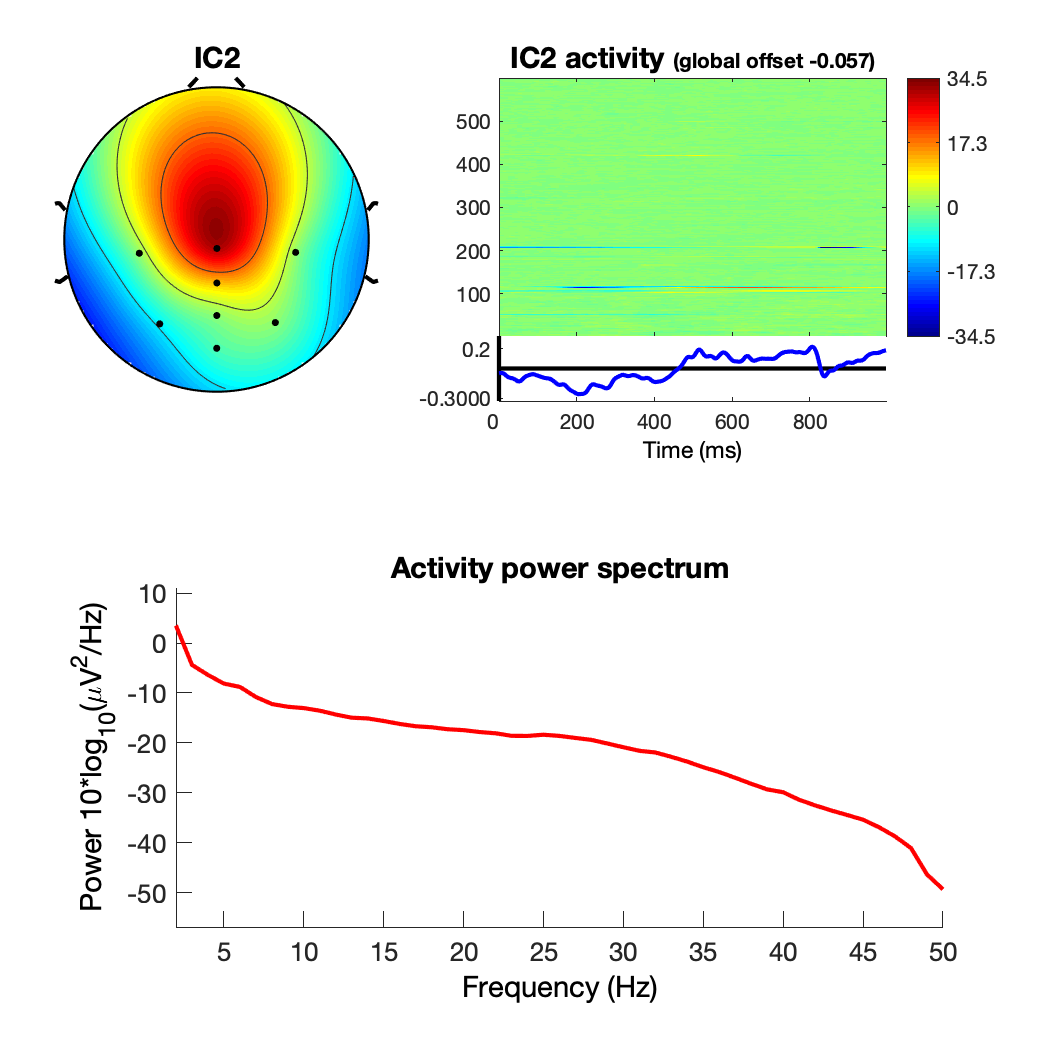 IC2
IC2 activity (global offset -0.057)
500
400
300
200
100
34.5
17.3
0
-17.3
-34.5
0.2
-0.3000
0 200 400 600 800
Time (ms)
Activity power spectrum
10
0
-10
-20
-30
-40
-50
Power 10*log10(μV2/Hz)
5 10 15 20 25 30 35 40 45 50
Frequency (Hz)